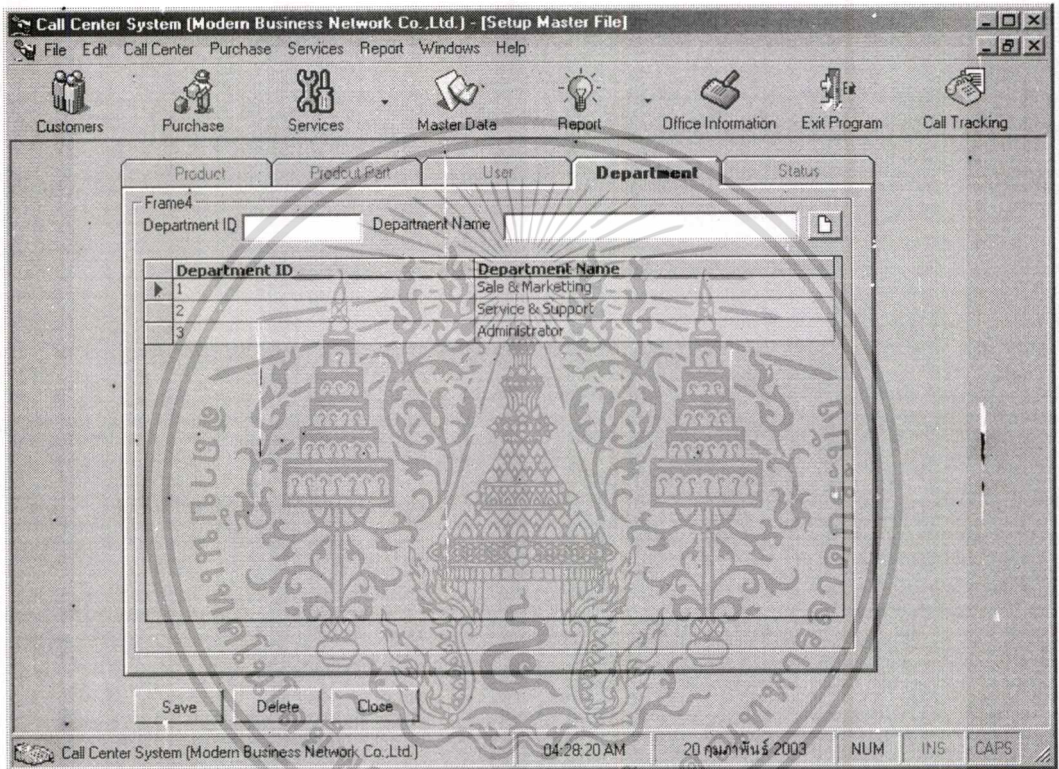 Call Center System (Modern Business Network Co.,Ltd.) - [Setup Master File]
File Edit Call Center Purchase Services Report Windows Help
Customers Purchase Services Master Data Report Office Information Exit Program Call Tracking
Product Prodcut Part User Department Status
Frame4
Department ID Department Name
Department ID Department Name
1 Sale & Marketting
2 Service & Support
3 Administrator
Save Delete Close
Call Center System (Modern Business Network Co.,Ltd.) 04:28:20 AM 20 กุมภาพันธ์ 2003 NUM INS CAPS